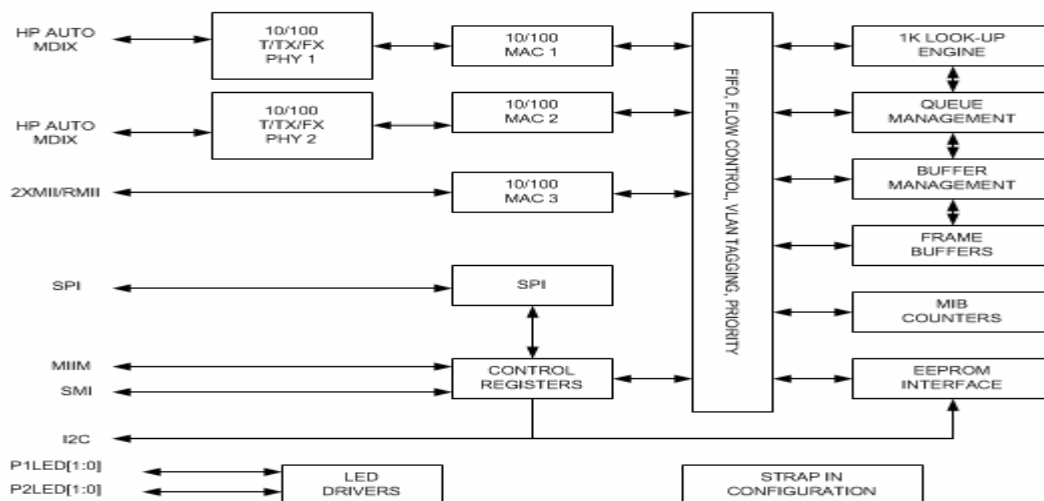 HP AUTO
MDIX
10/100
T/TX/FX
PHY 1
10/100
MAC 1
1K LOOK-UP
ENGINE
HP AUTO
MDIX
10/100
T/TX/FX
PHY 2
10/100
MAC 2
QUEUE
MANAGEMENT
2XMII/RMII
10/100
MAC 3
BUFFER
MANAGEMENT
FIFO, FLOW CONTROL, VLAN TAGGING, PRIORITY
FRAME
BUFFERS
SPI
SPI
MIB
COUNTERS
MIIM
SMI
CONTROL
REGISTERS
EEPROM
INTERFACE
I2C
P1LED[1:0]
P2LED[1:0]
LED
DRIVERS
STRAP IN
CONFIGURATION